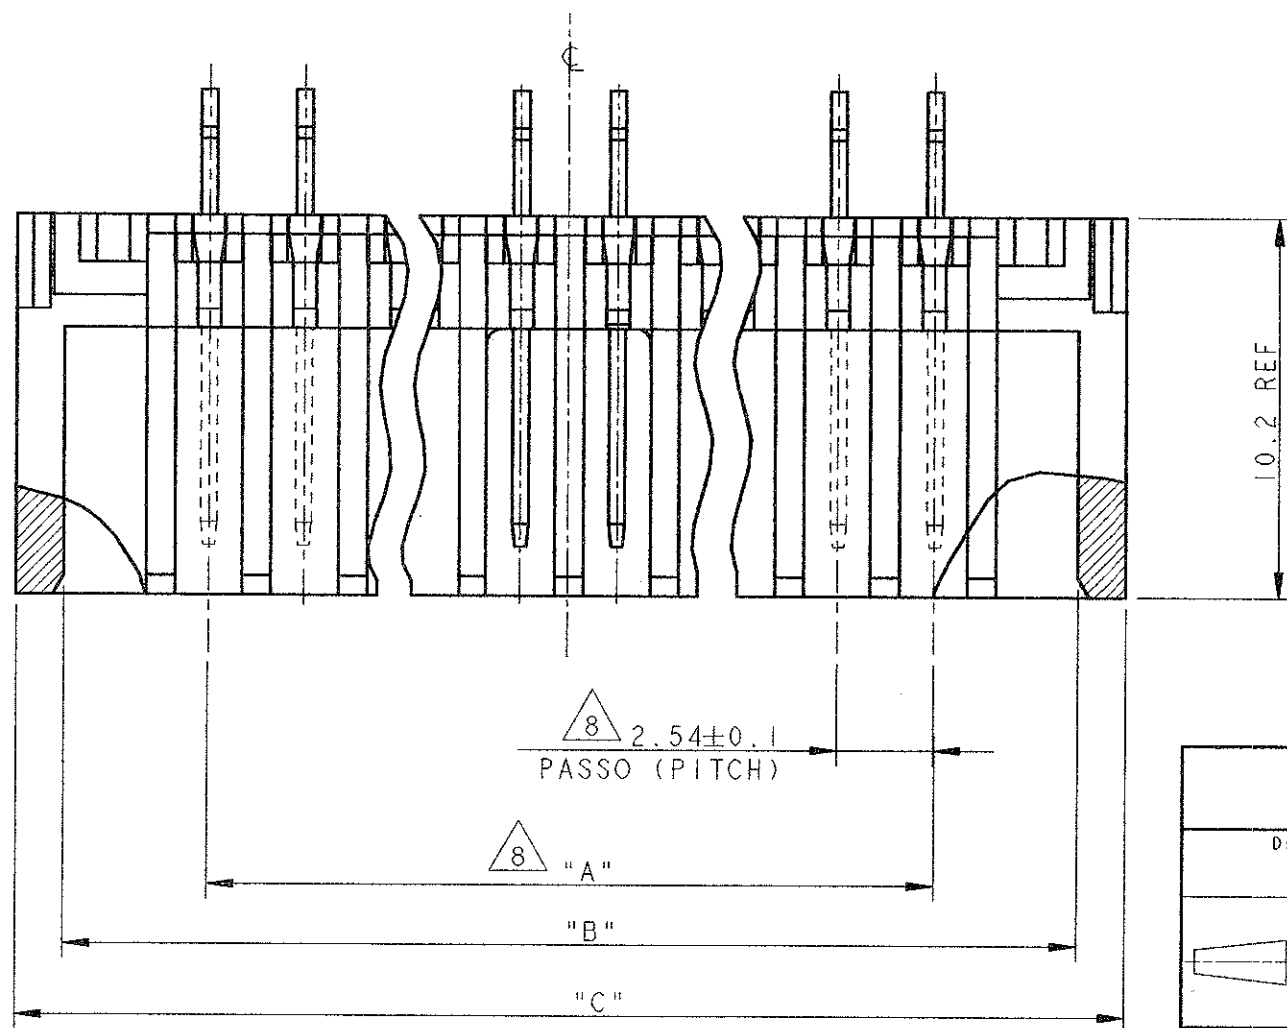 ℄
10.2 REF
8 2.54±0.1
PASSO (PITCH)
8 "A"
"B"
"C"